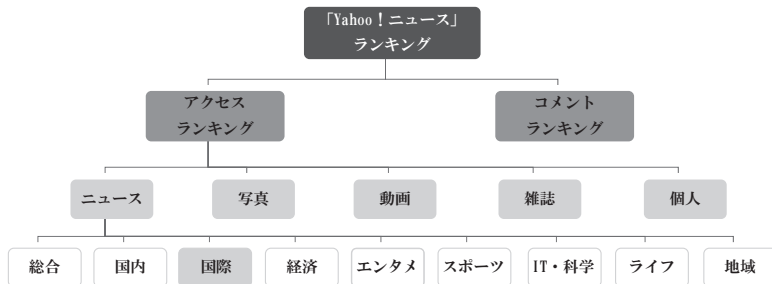 「Yahoo！ニュース」
ランキング
アクセス
ランキング
コメント
ランキング
ニュース
写真
動画
雑誌
個人
総合
国内
国際
経済
エンタメ
スポーツ
IT・科学
ライフ
地域